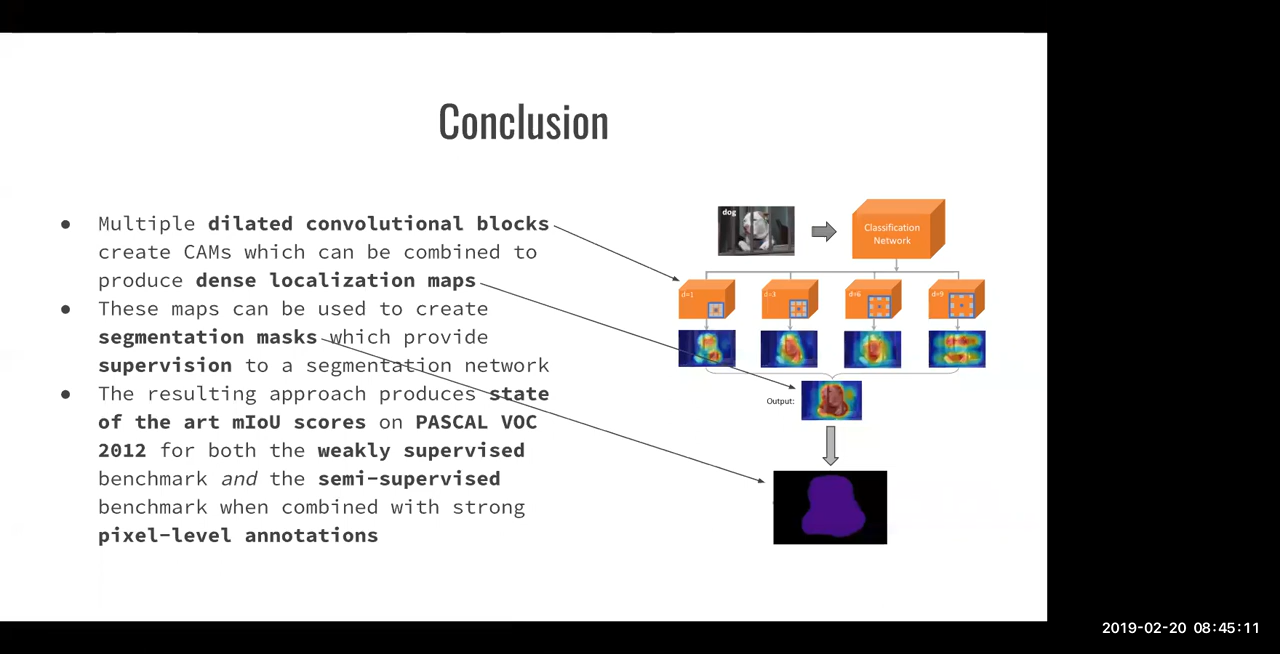 Conclusion
● Multiple dilated convolutional blocks
create CAMs which can be combined to
produce dense localization maps
● These maps can be used to create
segmentation masks which provide
supervision to a segmentation network
● The resulting approach produces state
of the art mIoU scores on PASCAL VOC
2012 for both the weakly supervised
benchmark and the semi-supervised
benchmark when combined with strong
pixel-level annotations
dog
Classification
Network
d=1 d=3 d=6 d=9
Output:
2019-02-20 08:45:11